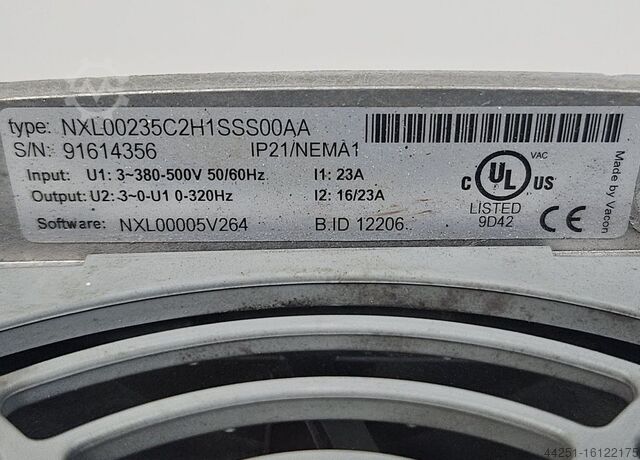 type: NXL00235C2H1SSS00AA
S/N: 91614356 IP21/NEMA1
Input: U1: 3~380-500V 50/60Hz I1: 23A
Output: U2: 3~0-U1 0-320Hz I2: 16/23A
Software: NXL00005V264 B.ID 12206..
VAC
C UL US
LISTED
9D42
CE
Made by Vacon
44251-16122175